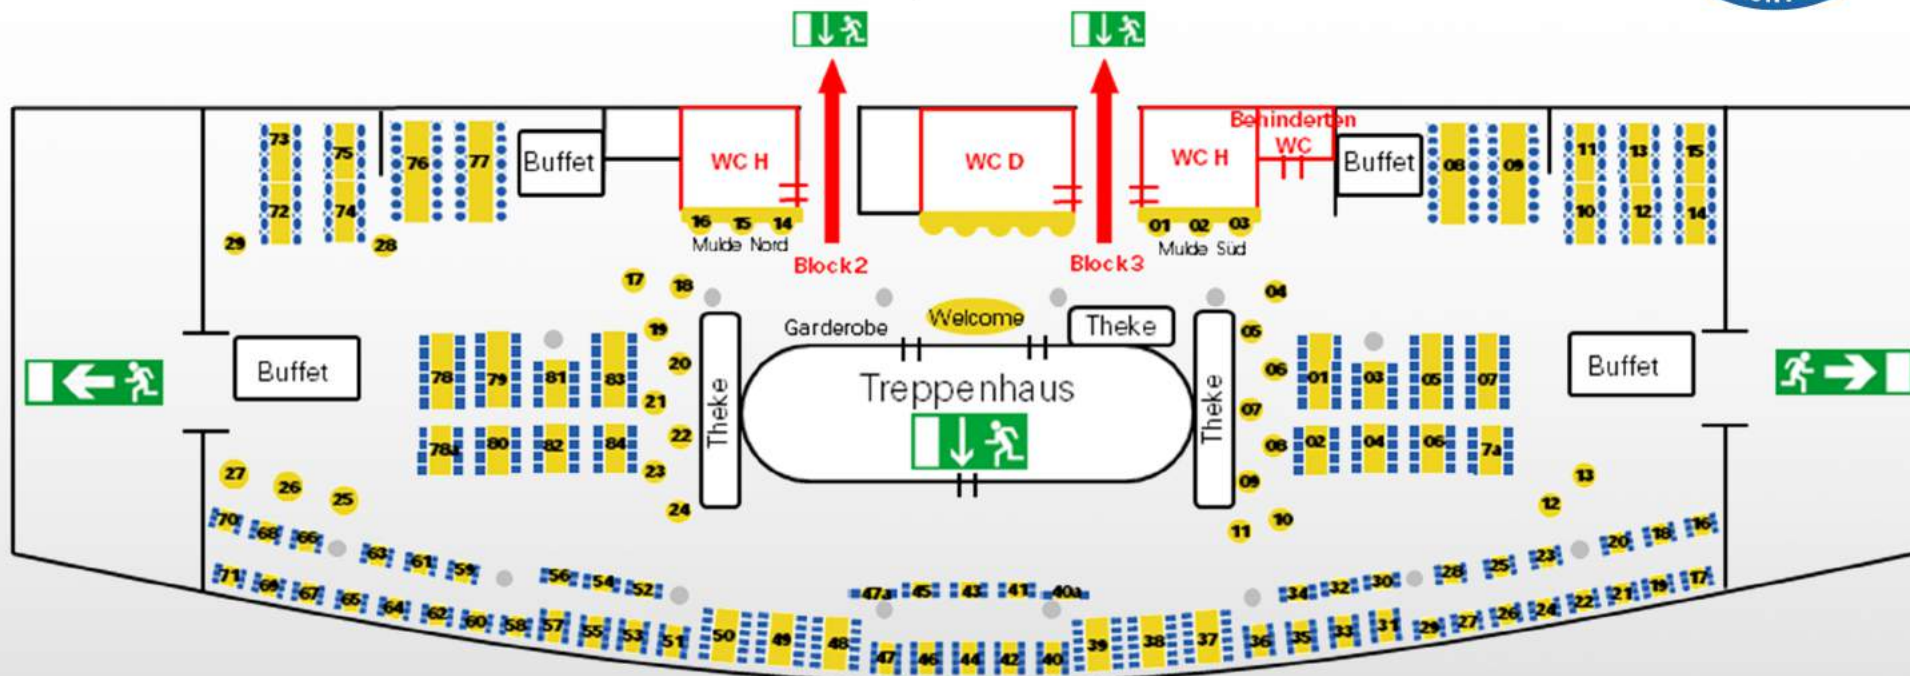 73 75 76 77 Buffet WC H WC D WC H Behinderten WC Buffet 08 09 11 13 15
72 74 10 12 14
29 28 16 15 14 01 02 03
Mulde Nord Mulde Süd
Block2 Block3
17 18 04
19 Garderobe Welcome Theke 05
Buffet 78 79 81 83 20 Theke Treppenhaus Theke 06 01 03 05 07 Buffet
21 07
78a 80 82 84 22 08 02 04 06 7a
27 26 25 23 09 12 13
24 11 10
70 68 66 63 61 59 56 54 52 47a 45 43 41 40a 34 32 30 28 25 23 20 18 16
71 69 67 65 64 62 60 58 57 55 53 51 50 49 48 47 46 44 42 40 39 38 37 36 35 33 31 29 27 26 24 22 21 19 17